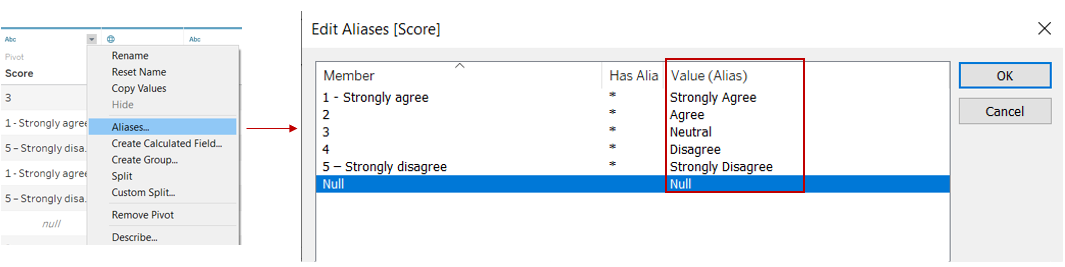 Abc
Abc
Pivot
Score
3
1 - Strongly agree
5 – Strongly disa..
1 - Strongly agree
5 – Strongly disa..
null
Rename
Reset Name
Copy Values
Hide
Aliases...
Create Calculated Field...
Create Group...
Split
Custom Split...
Remove Pivot
Describe...
Edit Aliases [Score]
Member Has Alia Value (Alias)
1 - Strongly agree * Strongly Agree
2 * Agree
3 * Neutral
4 * Disagree
5 – Strongly disagree * Strongly Disagree
Null Null
OK
Cancel